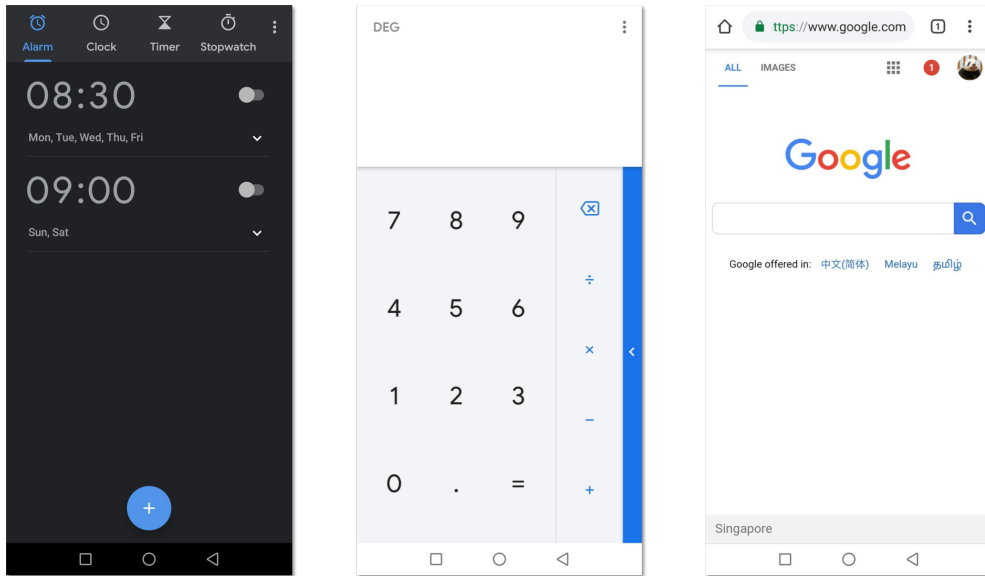 Alarm Clock Timer Stopwatch
08:30
Mon, Tue, Wed, Thu, Fri
09:00
Sun, Sat
+
DEG
7 8 9
÷
4 5 6
×
1 2 3
−
0 . =
+
ttps://www.google.com 1
ALL IMAGES 1
Google
Google offered in: 中文(简体) Melayu தமிழ்
Singapore